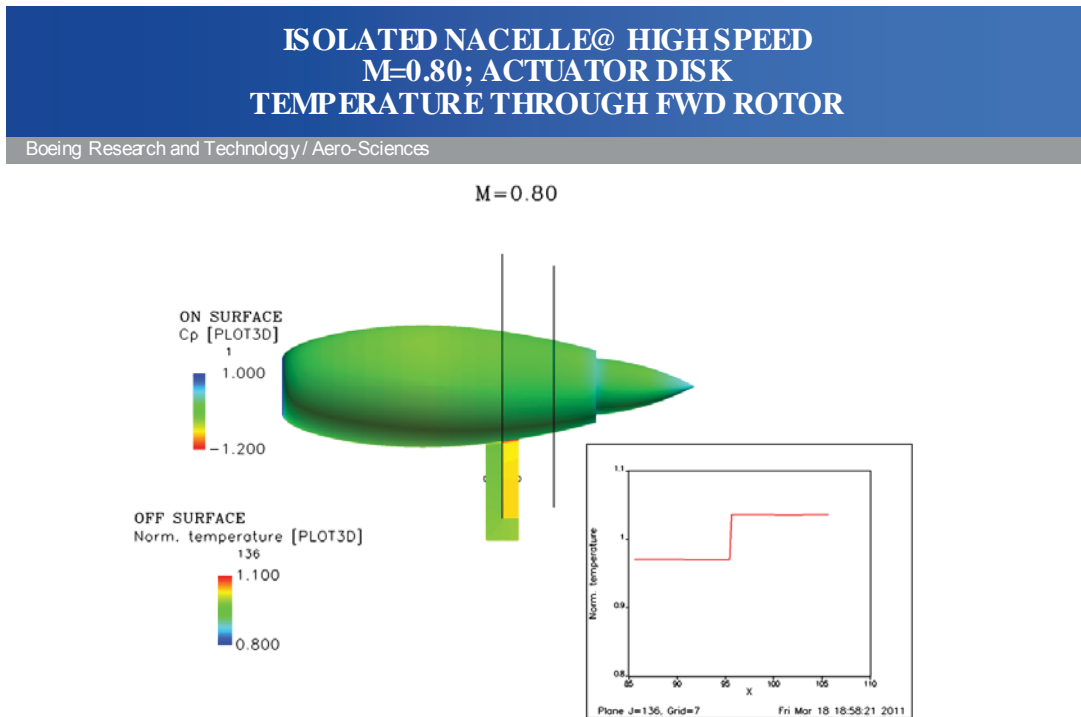 ISOLATED NACELLE@ HIGH SPEED
M=0.80; ACTUATOR DISK
TEMPERATURE THROUGH FWD ROTOR
Boeing Research and Technology / Aero-Sciences
M=0.80
ON SURFACE
Cp [PLOT3D]
1
1.000
-1.200
OFF SURFACE
Norm. temperature [PLOT3D]
136
1.100
0.800
1.1
1
0.9
0.8
Norm. temperature
85 90 95 100 105 110
X
Plane J=136, Grid=7 Fri Mar 18 18:58:21 2011